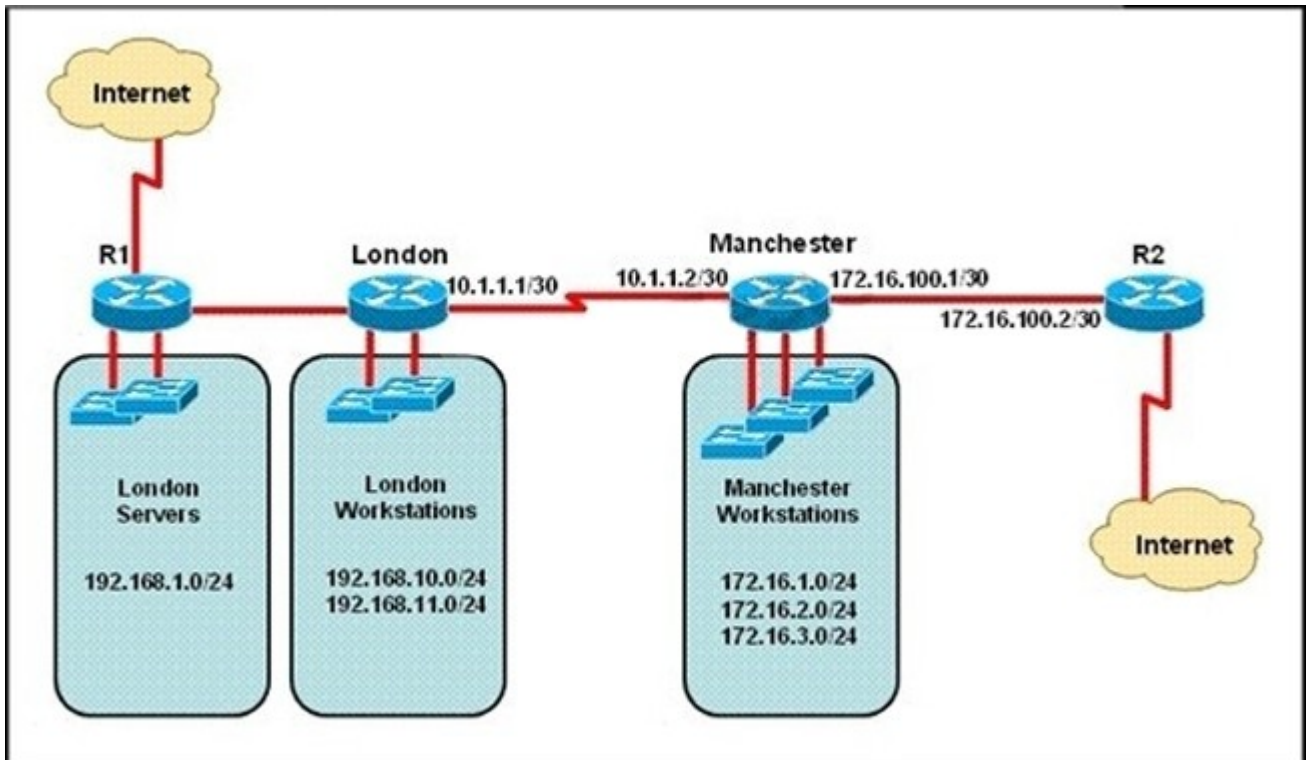 Internet
R1
London
10.1.1.1/30
10.1.1.2/30
Manchester
172.16.100.1/30
172.16.100.2/30
R2
London
Servers
192.168.1.0/24
London
Workstations
192.168.10.0/24
192.168.11.0/24
Manchester
Workstations
172.16.1.0/24
172.16.2.0/24
172.16.3.0/24
Internet